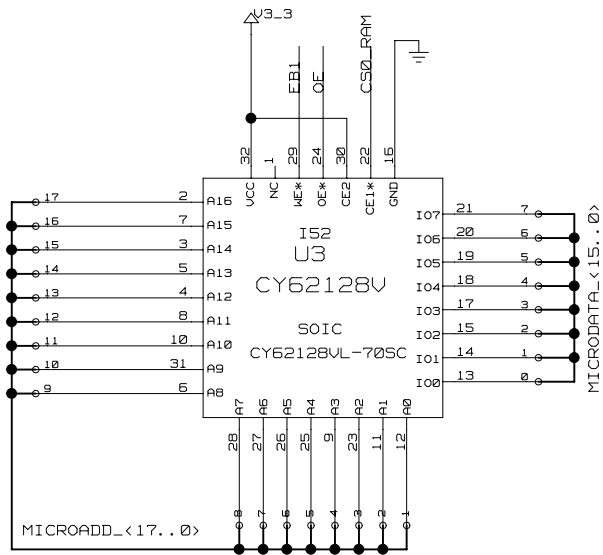 V3_3
EB1
OE
CS0_RAM
32
1
29
24
30
22
16
VCC
NC
WE*
OE*
CE2
CE1*
GND
17 2 A16
16 7 A15
15 3 A14
14 5 A13
13 4 A12
12 8 A11
11 10 A10
10 31 A9
9 6 A8
I52
U3
CY62128V
SOIC
CY62128VL-70SC
IO7 21 7
IO6 20 6
IO5 19 5
IO4 18 4
IO3 17 3
IO2 15 2
IO1 14 1
IO0 13 0
MICRODATA_<15..0>
A7
A6
A5
A4
A3
A2
A1
A0
28
27
26
25
9
23
11
12
8
7
6
5
4
3
2
1
MICROADD_<17..0>